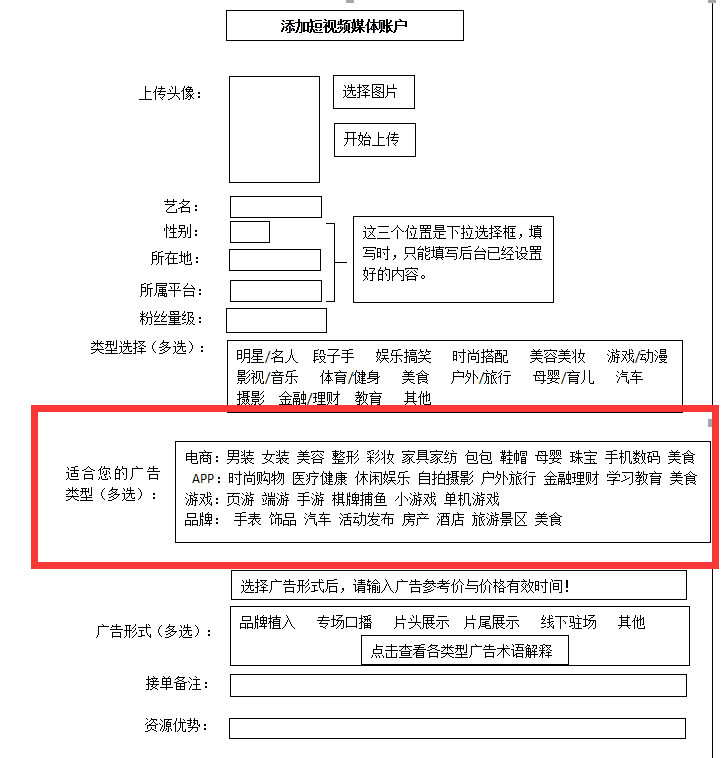 添加短视频媒体账户
上传头像：
选择图片
开始上传
艺名：
性别：
所在地：
所属平台：
这三个位置是下拉选择框，填
写时，只能填写后台已经设置
好的内容。
粉丝量级：
类型选择（多选）：
明星/名人 段子手 娱乐搞笑 时尚搭配 美容美妆 游戏/动漫
影视/音乐 体育/健身 美食 户外/旅行 母婴/育儿 汽车
摄影 金融/理财 教育 其他
适合您的广告
类型（多选）：
电商：男装 女装 美容 整形 彩妆 家具家纺 包包 鞋帽 母婴 珠宝 手机数码 美食
APP：时尚购物 医疗健康 休闲娱乐 自拍摄影 户外旅行 金融理财 学习教育 美食
游戏：页游 端游 手游 棋牌捕鱼 小游戏 单机游戏
品牌： 手表 饰品 汽车 活动发布 房产 酒店 旅游景区 美食
选择广告形式后，请输入广告参考价与价格有效时间！
广告形式（多选）：
品牌植入 专场口播 片头展示 片尾展示 线下驻场 其他
点击查看各类型广告术语解释
接单备注：
资源优势：